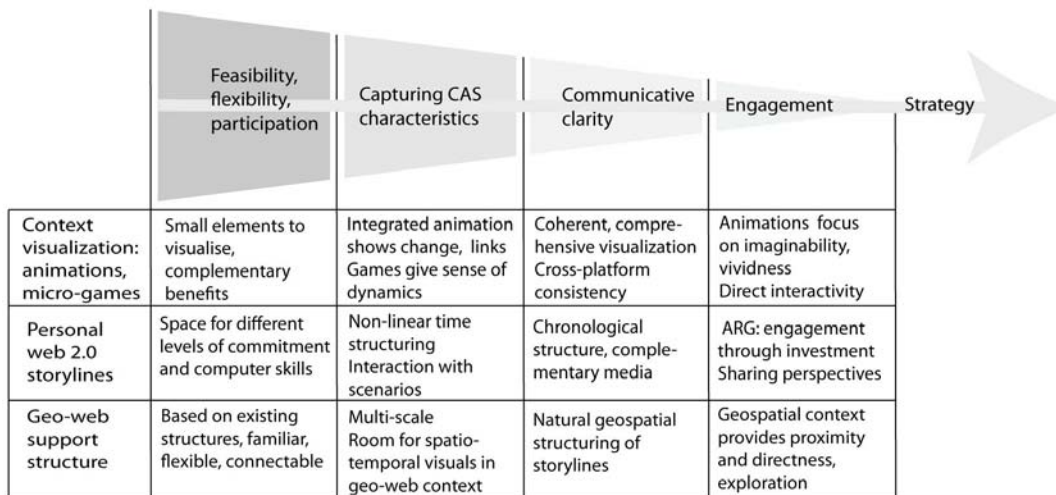 Feasibility,
flexibility,
participation
Capturing CAS
characteristics
Communicative
clarity
Engagement
Strategy
Context
visualization:
animations,
micro-games
Small elements to
visualise,
complementary
benefits
Integrated animation
shows change, links
Games give sense of
dynamics
Coherent, compre-
hensive visualization
Cross-platform
consistency
Animations focus
on imaginability,
vividness
Direct interactivity
Personal
web 2.0
storylines
Space for different
levels of commitment
and computer skills
Non-linear time
structuring
Interaction with
scenarios
Chronological
structure, comple-
mentary media
ARG: engagement
through investment
Sharing perspectives
Geo-web
support
structure
Based on existing
structures, familiar,
flexible, connectable
Multi-scale
Room for spatio-
temporal visuals in
geo-web context
Natural geospatial
structuring of
storylines
Geospatial context
provides proximity
and directness,
exploration